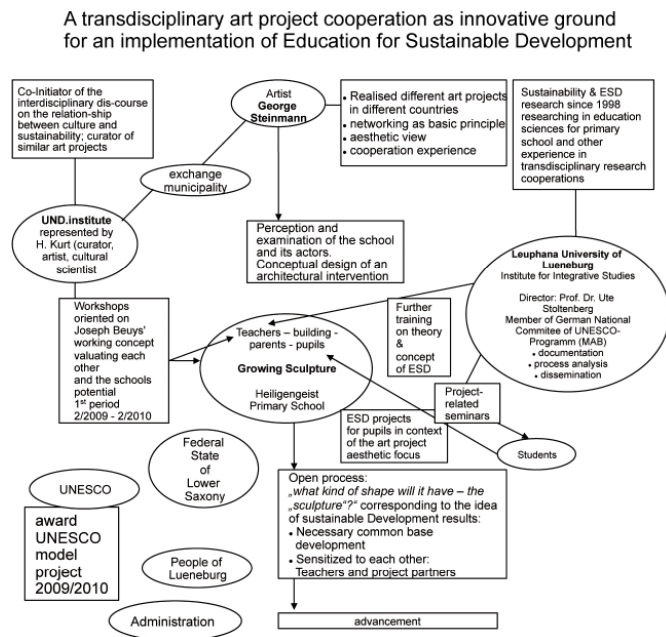 A transdisciplinary art project cooperation as innovative ground
for an implementation of Education for Sustainable Development
Co-Initiator of the
interdisciplinary dis-course
on the relation-ship
between culture and
sustainability; curator of
similar art projects
Artist
George
Steinmann
• Realised different art projects
in different countries
• networking as basic principle
• aesthetic view
• cooperation experience
Sustainability & ESD
research since 1998
researching in education
sciences for primary
school and other
experience in
transdisciplinary research
cooperations
exchange
municipality
UND.institute
represented by
H. Kurt (curator,
artist, cultural
scientist
Perception and
examination of the school
and its actors.
Conceptual design of an
architectural intervention
Leuphana University of
Lueneburg
Institute for Integrative Studies
Director: Prof. Dr. Ute
Stoltenberg
Member of German National
Commitee of UNESCO-
Programm (MAB)
• documentation
• process analysis
• dissemination
Workshops
oriented on
Joseph Beuys'
working concept
valuating each
other
and the schools
potential
1st period
2/2009 - 2/2010
Teachers – building -
parents - pupils
Growing Sculpture
Heiligengeist
Primary School
Further
training
on theory
&
concept
of ESD
Project-
related
seminars
ESD projects
for pupils in context
of the art project
aesthetic focus
Students
Federal
State
of
Lower
Saxony
UNESCO
award
UNESCO
model
project
2009/2010
Open process:
„what kind of shape will it have – the
„sculpture“?“ corresponding to the idea
of sustainable Development results:
• Necessary common base
development
• Sensitized to each other:
Teachers and project partners
People of
Lueneburg
Administration
advancement